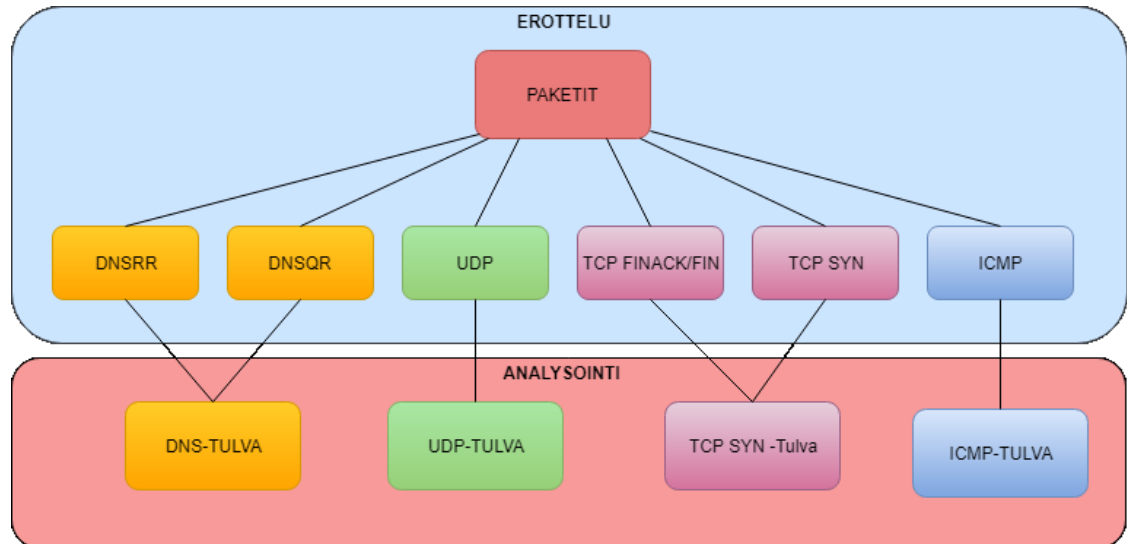 EROTTELU
PAKETIT
DNSRR
DNSQR
UDP
TCP FINACK/FIN
TCP SYN
ICMP
ANALYSOINTI
DNS-TULVA
UDP-TULVA
TCP SYN -Tulva
ICMP-TULVA